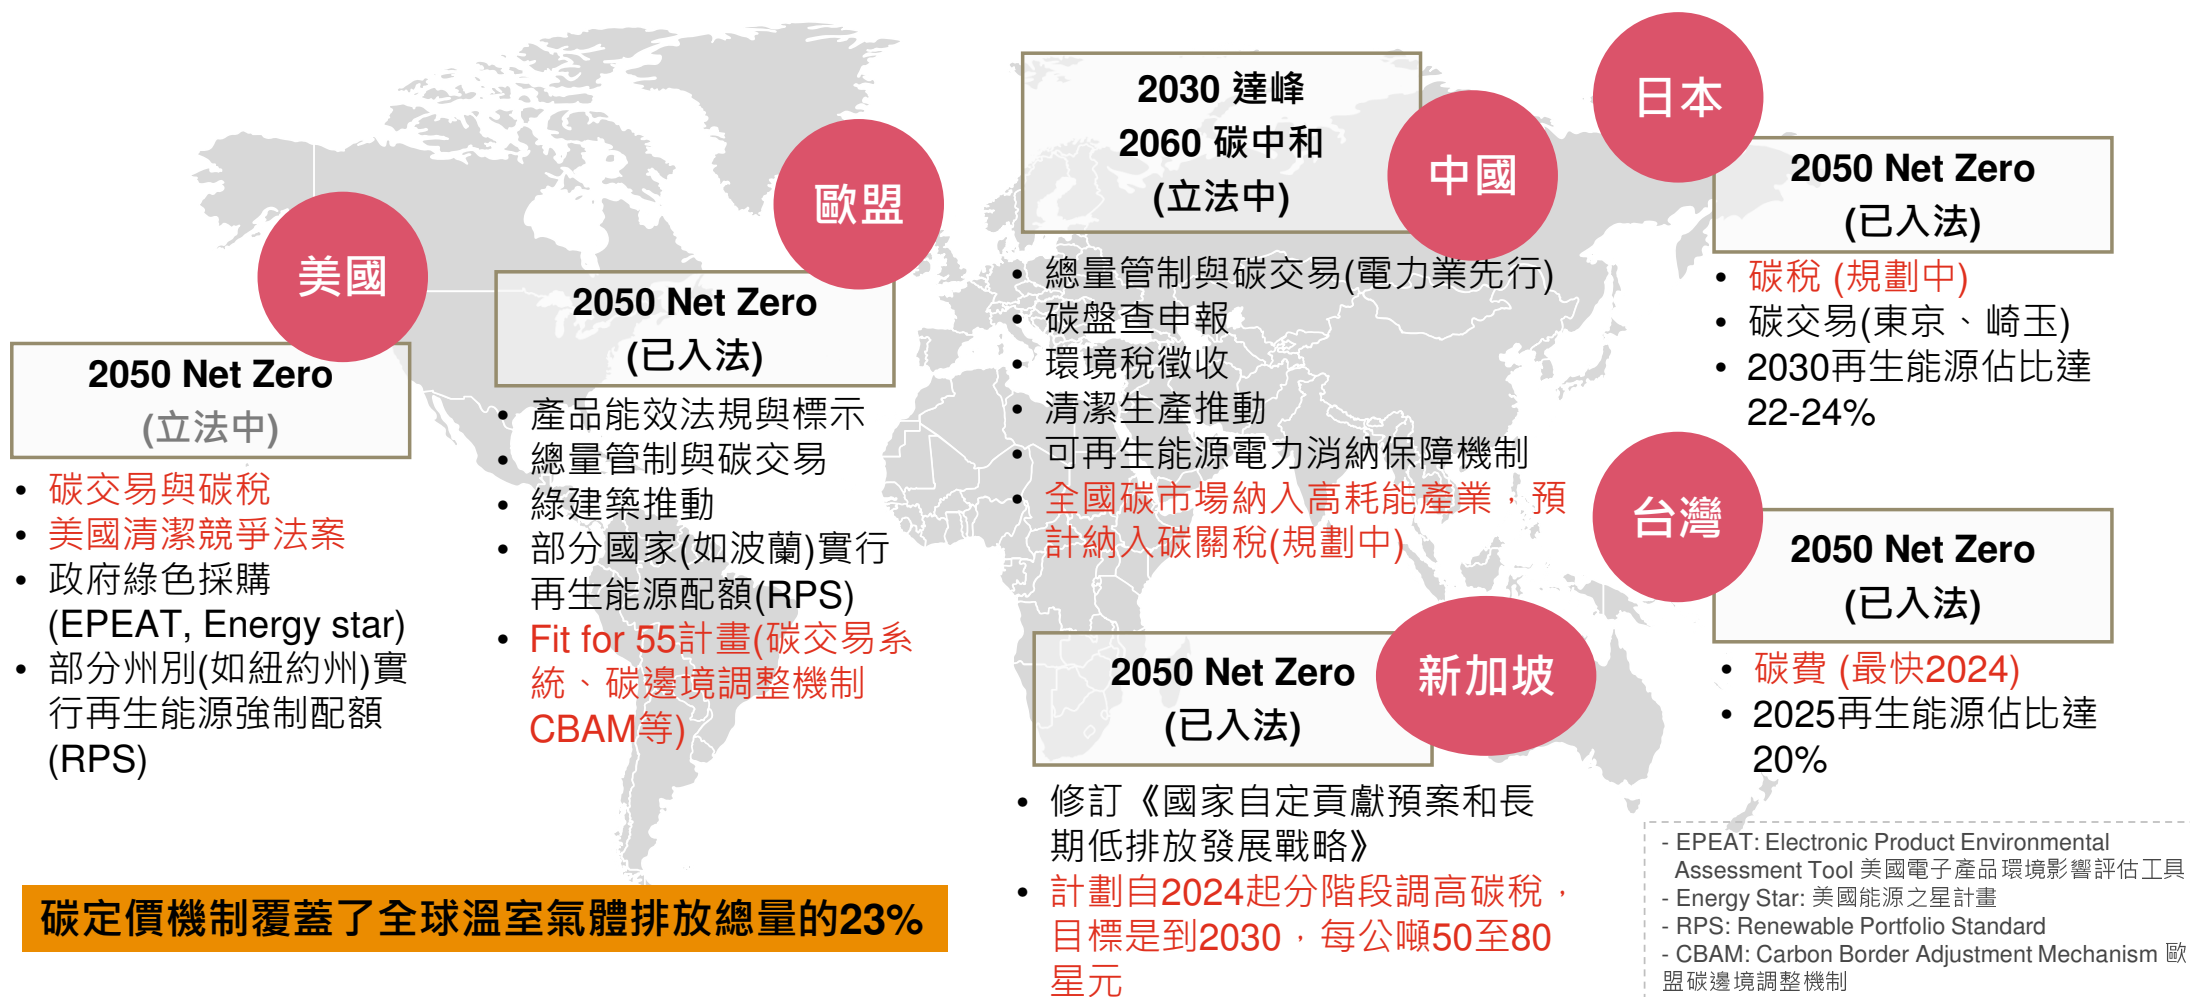 美國
2050 Net Zero
(立法中)
• 碳交易與碳稅
• 美國清潔競爭法案
• 政府綠色採購
(EPEAT, Energy star)
• 部分州別(如紐約州)實
行再生能源強制配額
(RPS)
歐盟
2050 Net Zero
(已入法)
• 產品能效法規與標示
• 總量管制與碳交易
• 綠建築推動
• 部分國家(如波蘭)實行
再生能源配額(RPS)
• Fit for 55計畫(碳交易系
統、碳邊境調整機制
CBAM等)
中國
2030 達峰
2060 碳中和
(立法中)
• 總量管制與碳交易(電力業先行)
• 碳盤查申報
• 環境稅徵收
• 清潔生產推動
• 可再生能源電力消納保障機制
• 全國碳市場納入高耗能產業，預
計納入碳關稅(規劃中)
日本
2050 Net Zero
(已入法)
• 碳稅 (規劃中)
• 碳交易(東京、崎玉)
• 2030再生能源佔比達
22-24%
台灣
2050 Net Zero
(已入法)
• 碳費 (最快2024)
• 2025再生能源佔比達
20%
新加坡
2050 Net Zero
(已入法)
• 修訂《國家自定貢獻預案和長
期低排放發展戰略》
• 計劃自2024起分階段調高碳稅，
目標是到2030，每公噸50至80
星元
碳定價機制覆蓋了全球溫室氣體排放總量的23%
- EPEAT: Electronic Product Environmental
Assessment Tool 美國電子產品環境影響評估工具
- Energy Star: 美國能源之星計畫
- RPS: Renewable Portfolio Standard
- CBAM: Carbon Border Adjustment Mechanism 歐
盟碳邊境調整機制